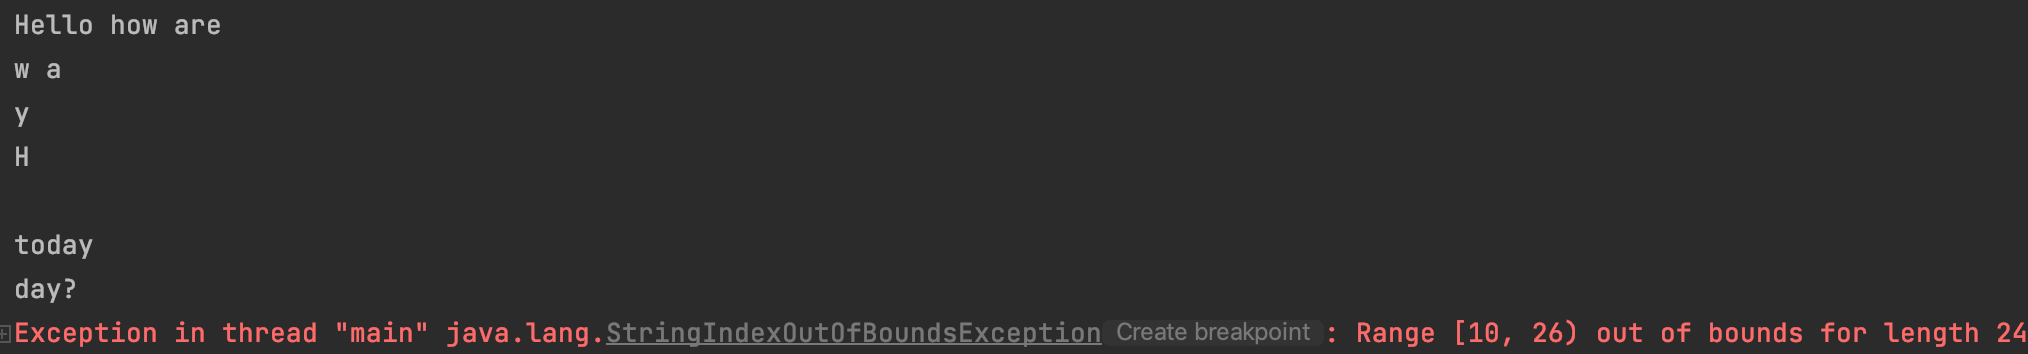 Hello how are
w a
y
H
today
day?
Exception in thread "main" java.lang.StringIndexOutOfBoundsException Create breakpoint : Range [10, 26) out of bounds for length 24